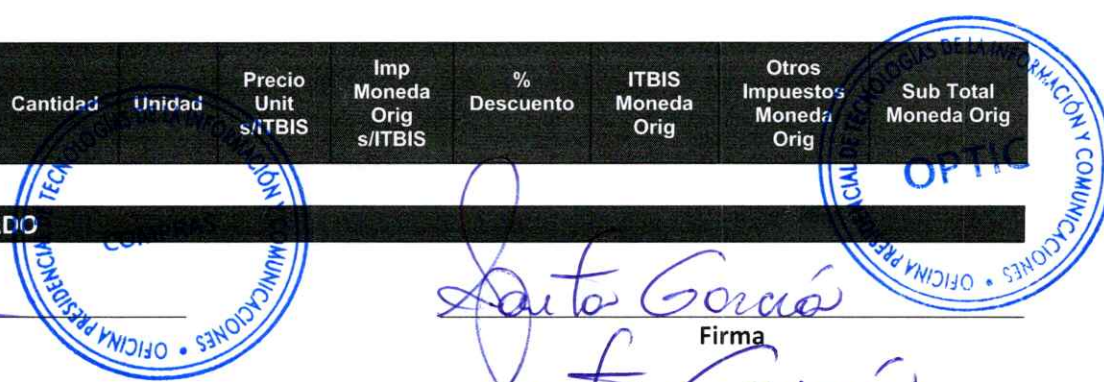 Cantidad Unidad Precio Unit s/ITBIS Imp Moneda Orig s/ITBIS % Descuento ITBIS Moneda Orig Otros Impuestos Moneda Orig Sub Total Moneda Orig
OFICINA PRESIDENCIAL DE TECNOLOGÍAS DE LA INFORMACIÓN Y COMUNICACIONES
OPTIC
DO
OFICINA PRESIDENCIAL DE TECNOLOGÍAS DE LA INFORMACIÓN Y COMUNICACIONES
COMPRAS
Santo García
Firma